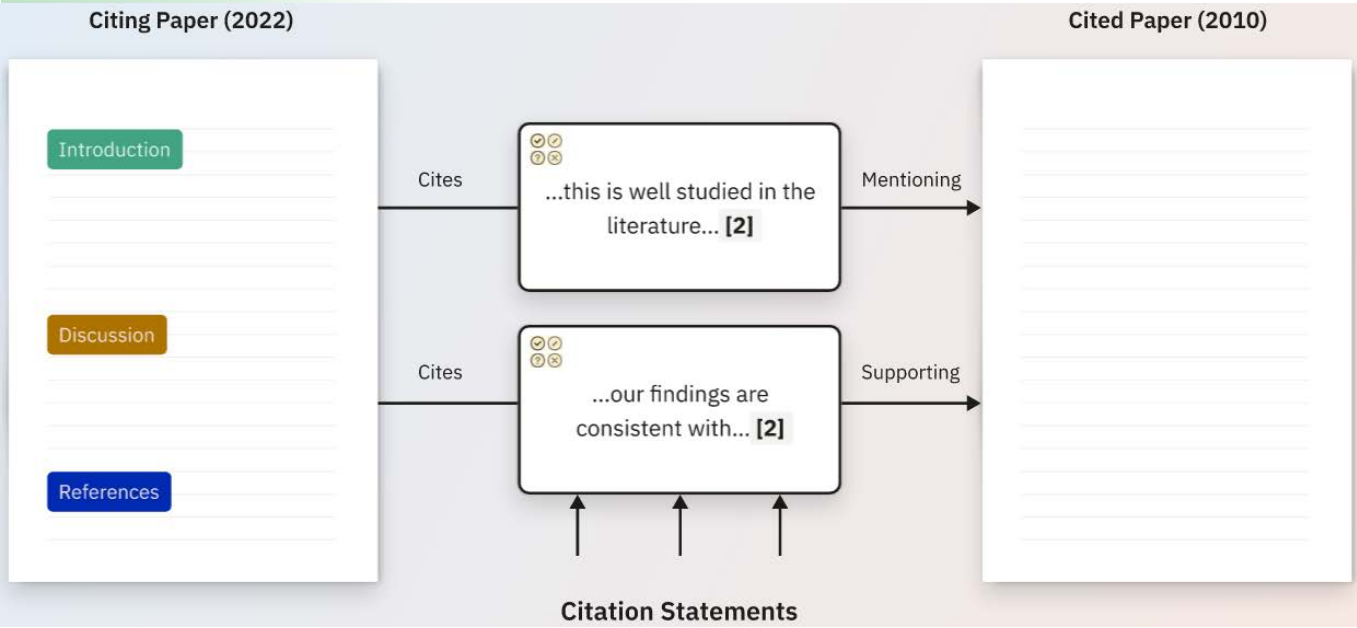 Citing Paper (2022)
Cited Paper (2010)
Introduction
Cites
...this is well studied in the
literature... [2]
Mentioning
Discussion
Cites
...our findings are
consistent with... [2]
Supporting
References
Citation Statements